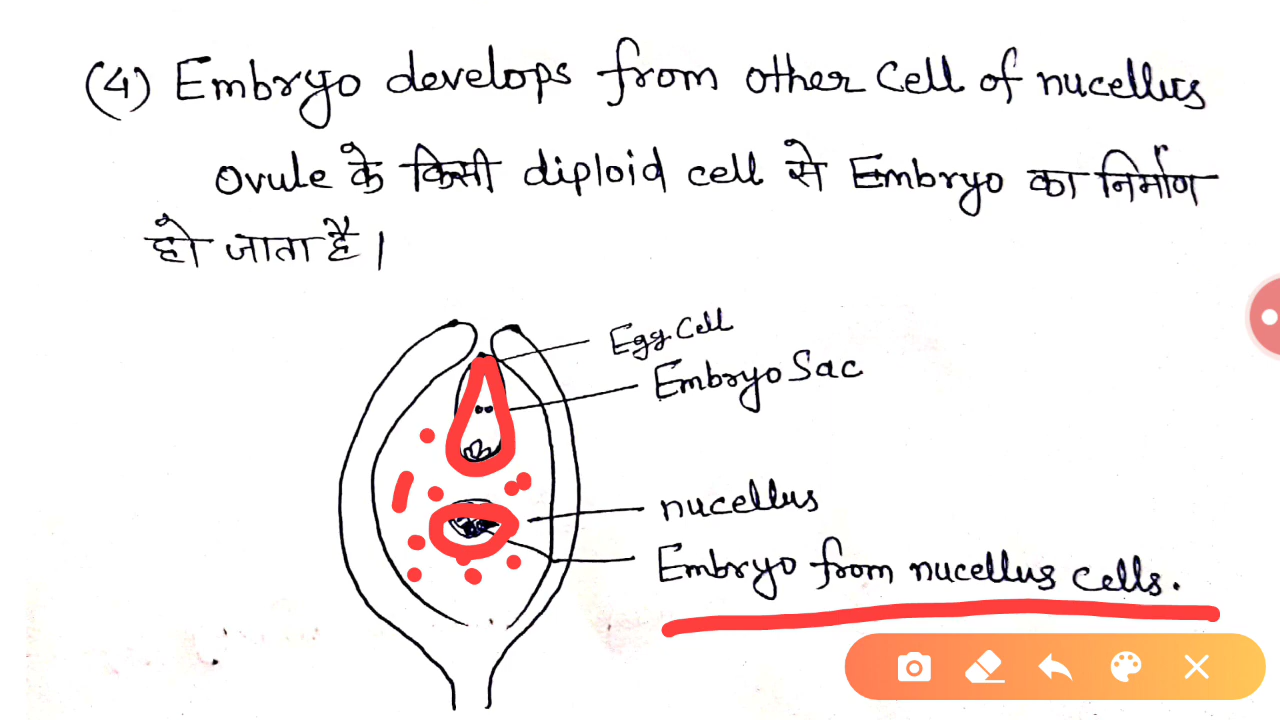 (4) Embryo develops from other Cell of nucellus
Ovule के किसी diploid cell से Embryo का निर्माण
हो जाता है।
Egg Cell
Embryo Sac
nucellus
Embryo from nucellus cells.